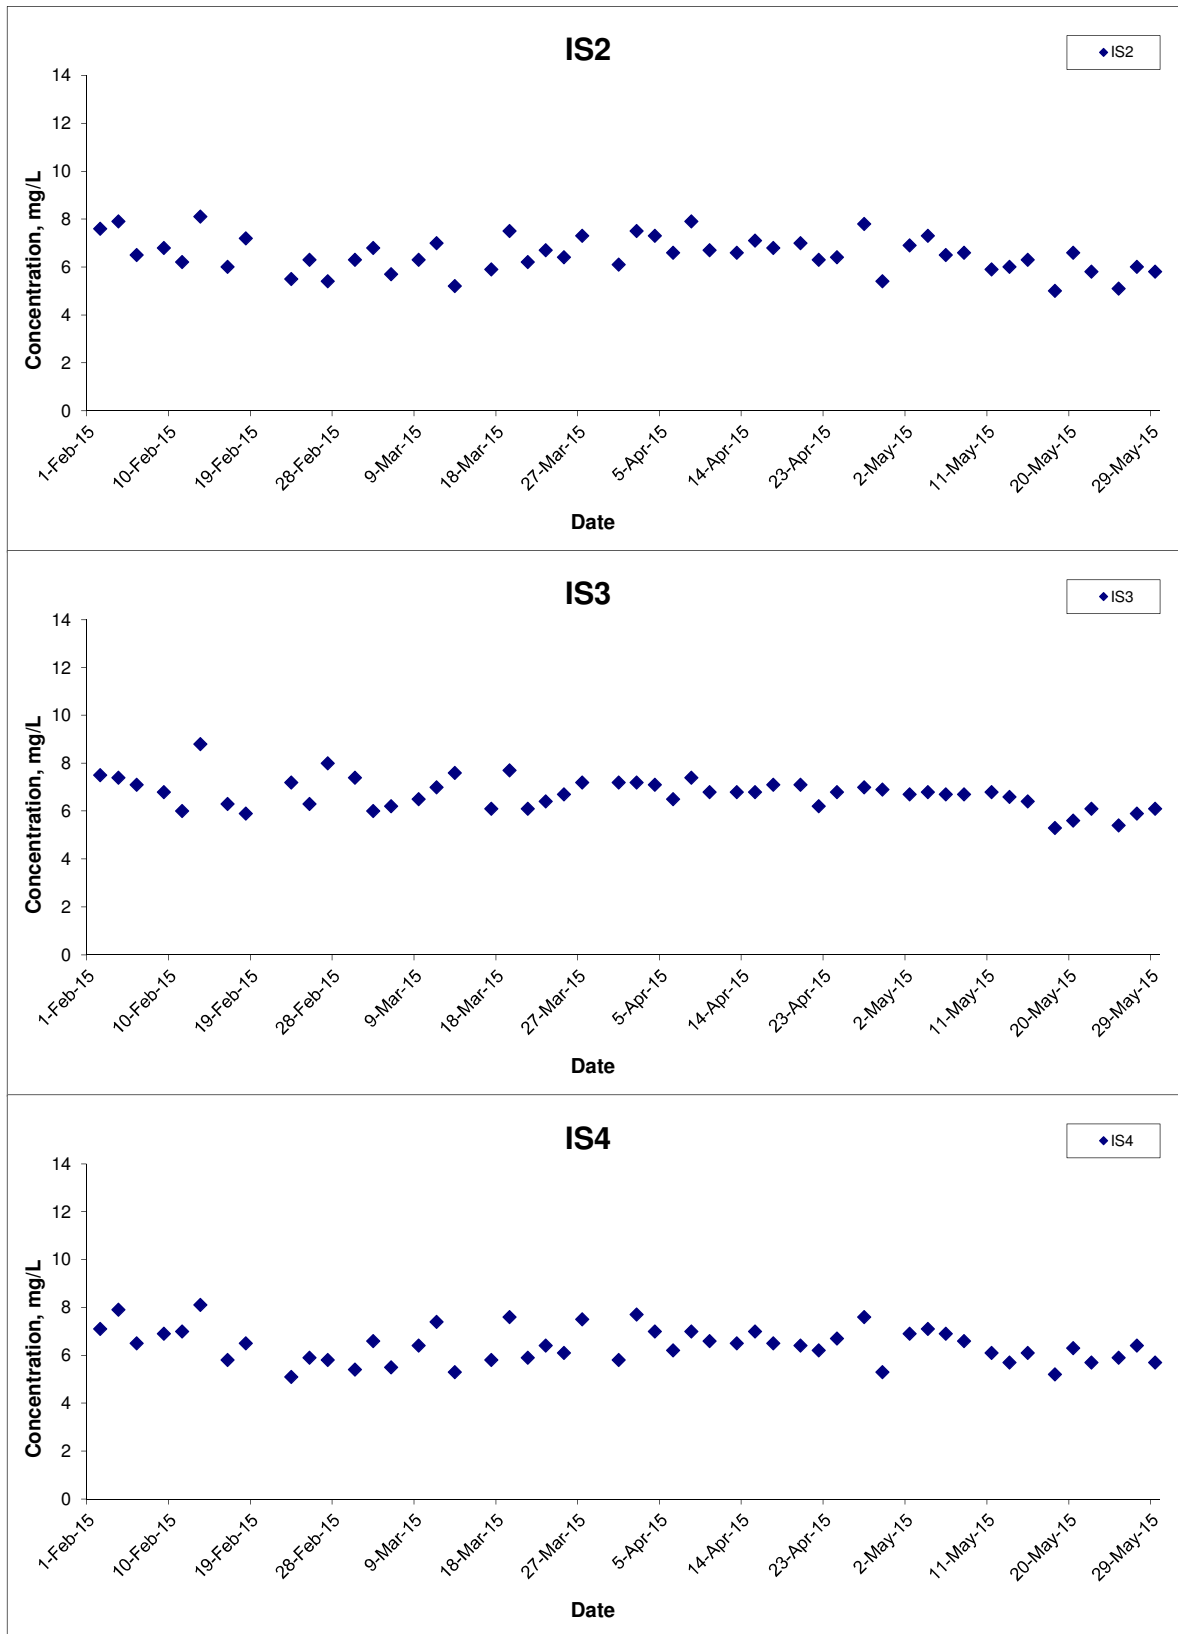 IS2
IS2
Concentration, mg/L
14
12
10
8
6
4
2
0
1-Feb-15
10-Feb-15
19-Feb-15
28-Feb-15
9-Mar-15
18-Mar-15
27-Mar-15
5-Apr-15
14-Apr-15
23-Apr-15
2-May-15
11-May-15
20-May-15
29-May-15
Date
IS3
IS3
Concentration, mg/L
14
12
10
8
6
4
2
0
1-Feb-15
10-Feb-15
19-Feb-15
28-Feb-15
9-Mar-15
18-Mar-15
27-Mar-15
5-Apr-15
14-Apr-15
23-Apr-15
2-May-15
11-May-15
20-May-15
29-May-15
Date
IS4
IS4
Concentration, mg/L
14
12
10
8
6
4
2
0
1-Feb-15
10-Feb-15
19-Feb-15
28-Feb-15
9-Mar-15
18-Mar-15
27-Mar-15
5-Apr-15
14-Apr-15
23-Apr-15
2-May-15
11-May-15
20-May-15
29-May-15
Date